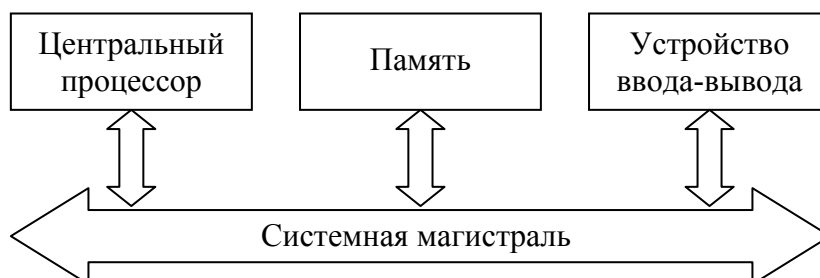 Центральный
процессор
Память
Устройство
ввода-вывода
Системная магистраль